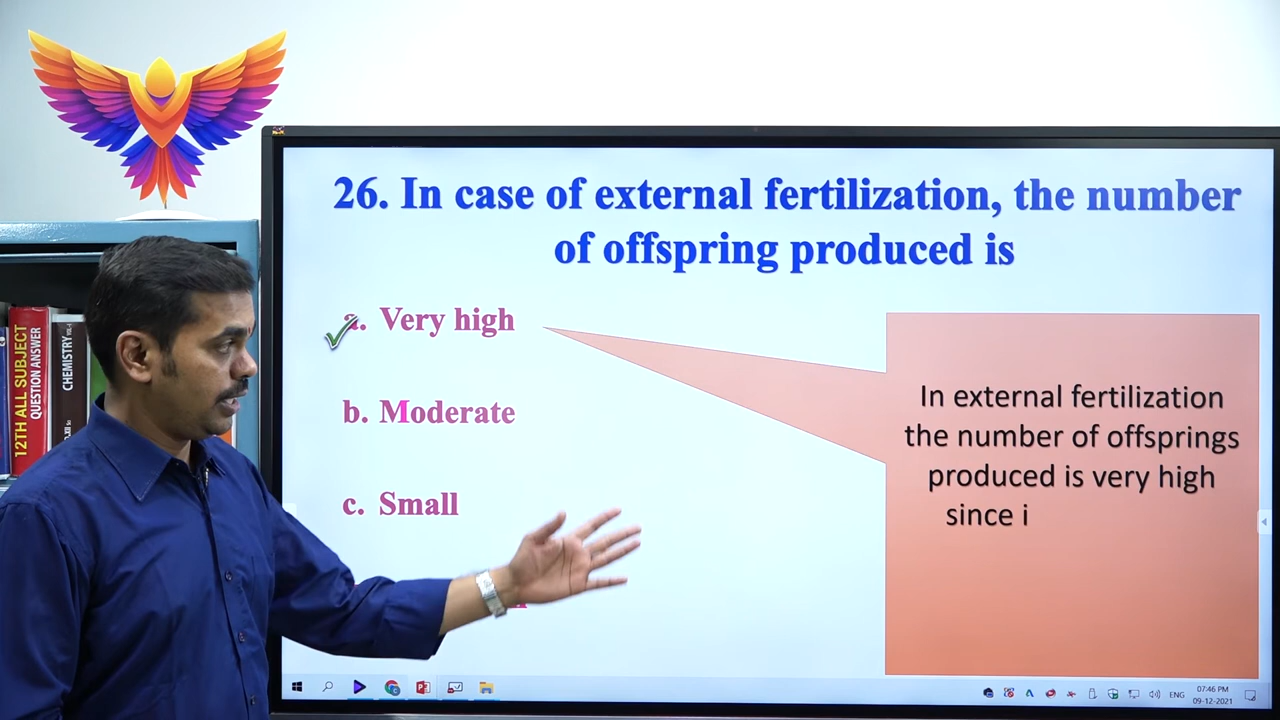 26. In case of external fertilization, the number
of offspring produced is
a. Very high
b. Moderate
c. Small
In external fertilization
the number of offsprings
produced is very high
since i
12TH ALL SUBJECT
QUESTION ANSWER
CHEMISTRY
ENG
07:46 PM
09-12-2021